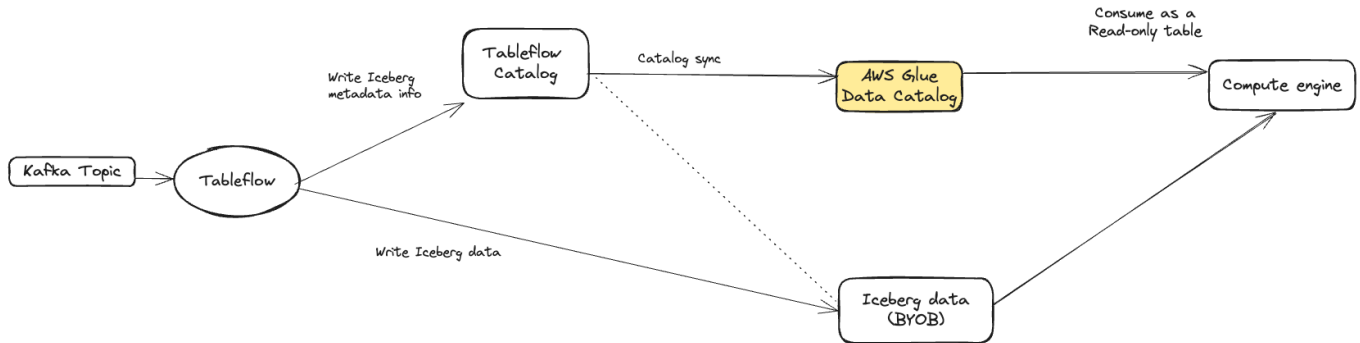 Consume as a
Read-only table
Tableflow
Catalog
Catalog sync
AWS Glue
Data Catalog
Compute engine
Write Iceberg
metadata info
Kafka Topic
Tableflow
Write Iceberg data
Iceberg data
(BYOB)